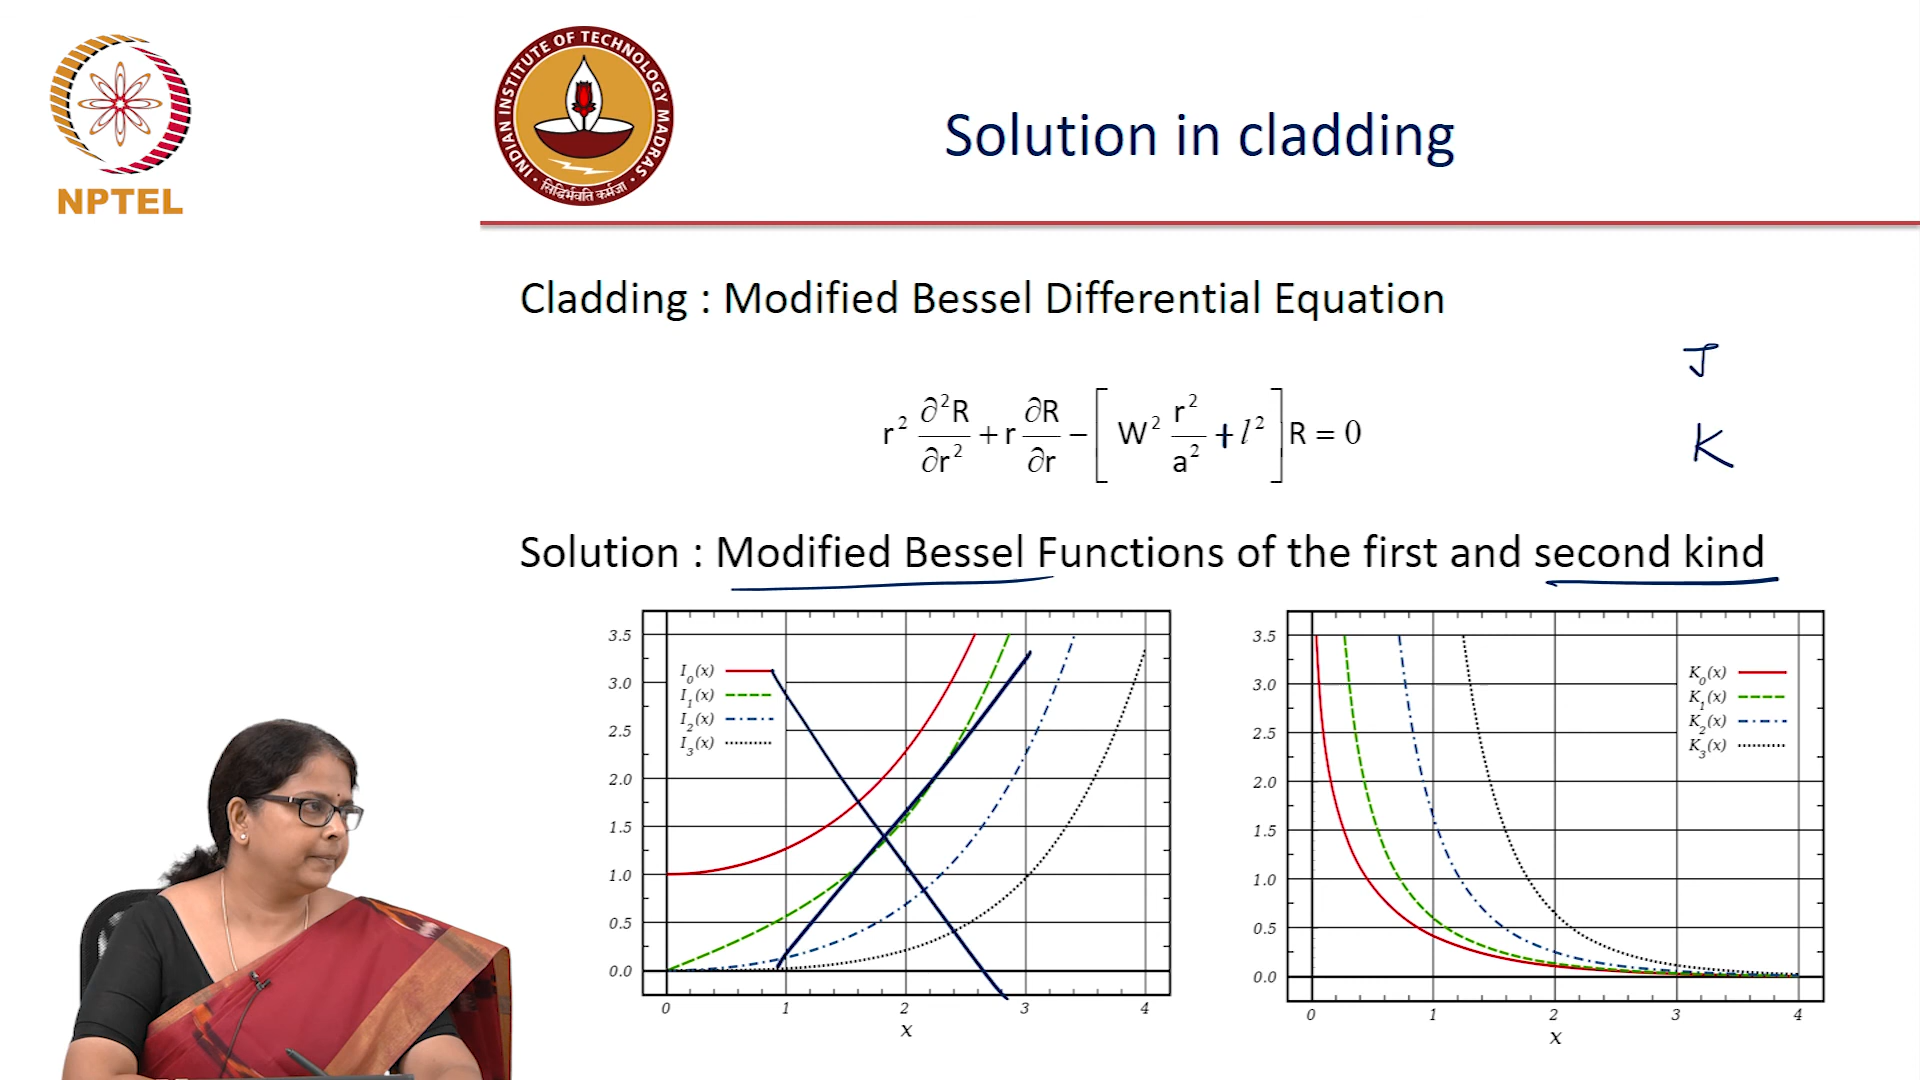 NPTEL
INDIAN INSTITUTE OF TECHNOLOGY MADRAS
सिद्धिर्भवति कर्मजा
Solution in cladding
Cladding : Modified Bessel Differential Equation
J
r² ∂²R/∂r² + r ∂R/∂r − [ W² r²/a² + l² ] R = 0
K
Solution : Modified Bessel Functions of the first and second kind
3.5
3.0
2.5
2.0
1.5
1.0
0.5
0.0
I₀(x)
I₁(x)
I₂(x)
I₃(x)
0 1 2 3 4
x
3.5
3.0
2.5
2.0
1.5
1.0
0.5
0.0
K₀(x)
K₁(x)
K₂(x)
K₃(x)
0 1 2 3 4
x